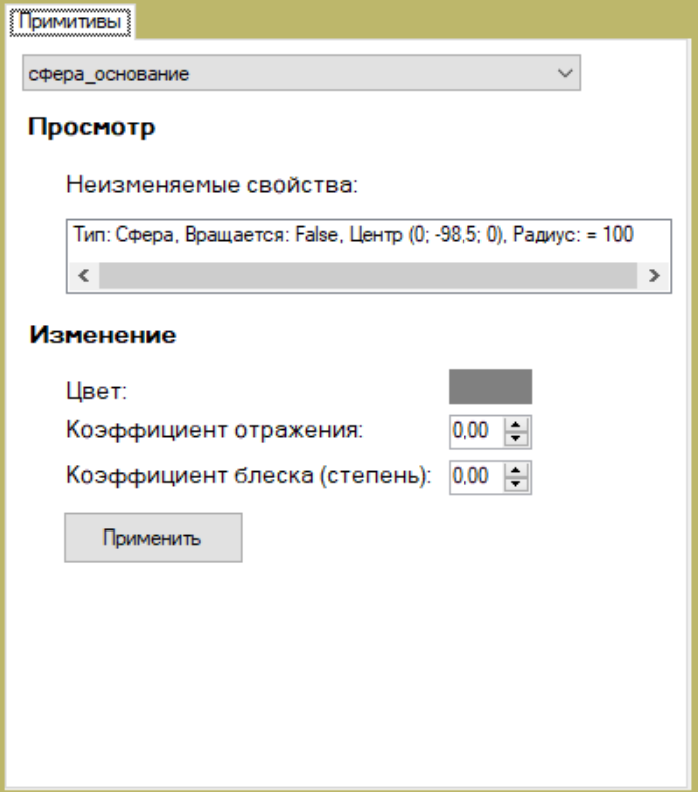 Примитивы
сфера_основание
Просмотр
Неизменяемые свойства:
Тип: Сфера, Вращается: False, Центр (0; -98,5; 0), Радиус: = 100
Изменение
Цвет:
Коэффициент отражения: 0,00
Коэффициент блеска (степень): 0,00
Применить